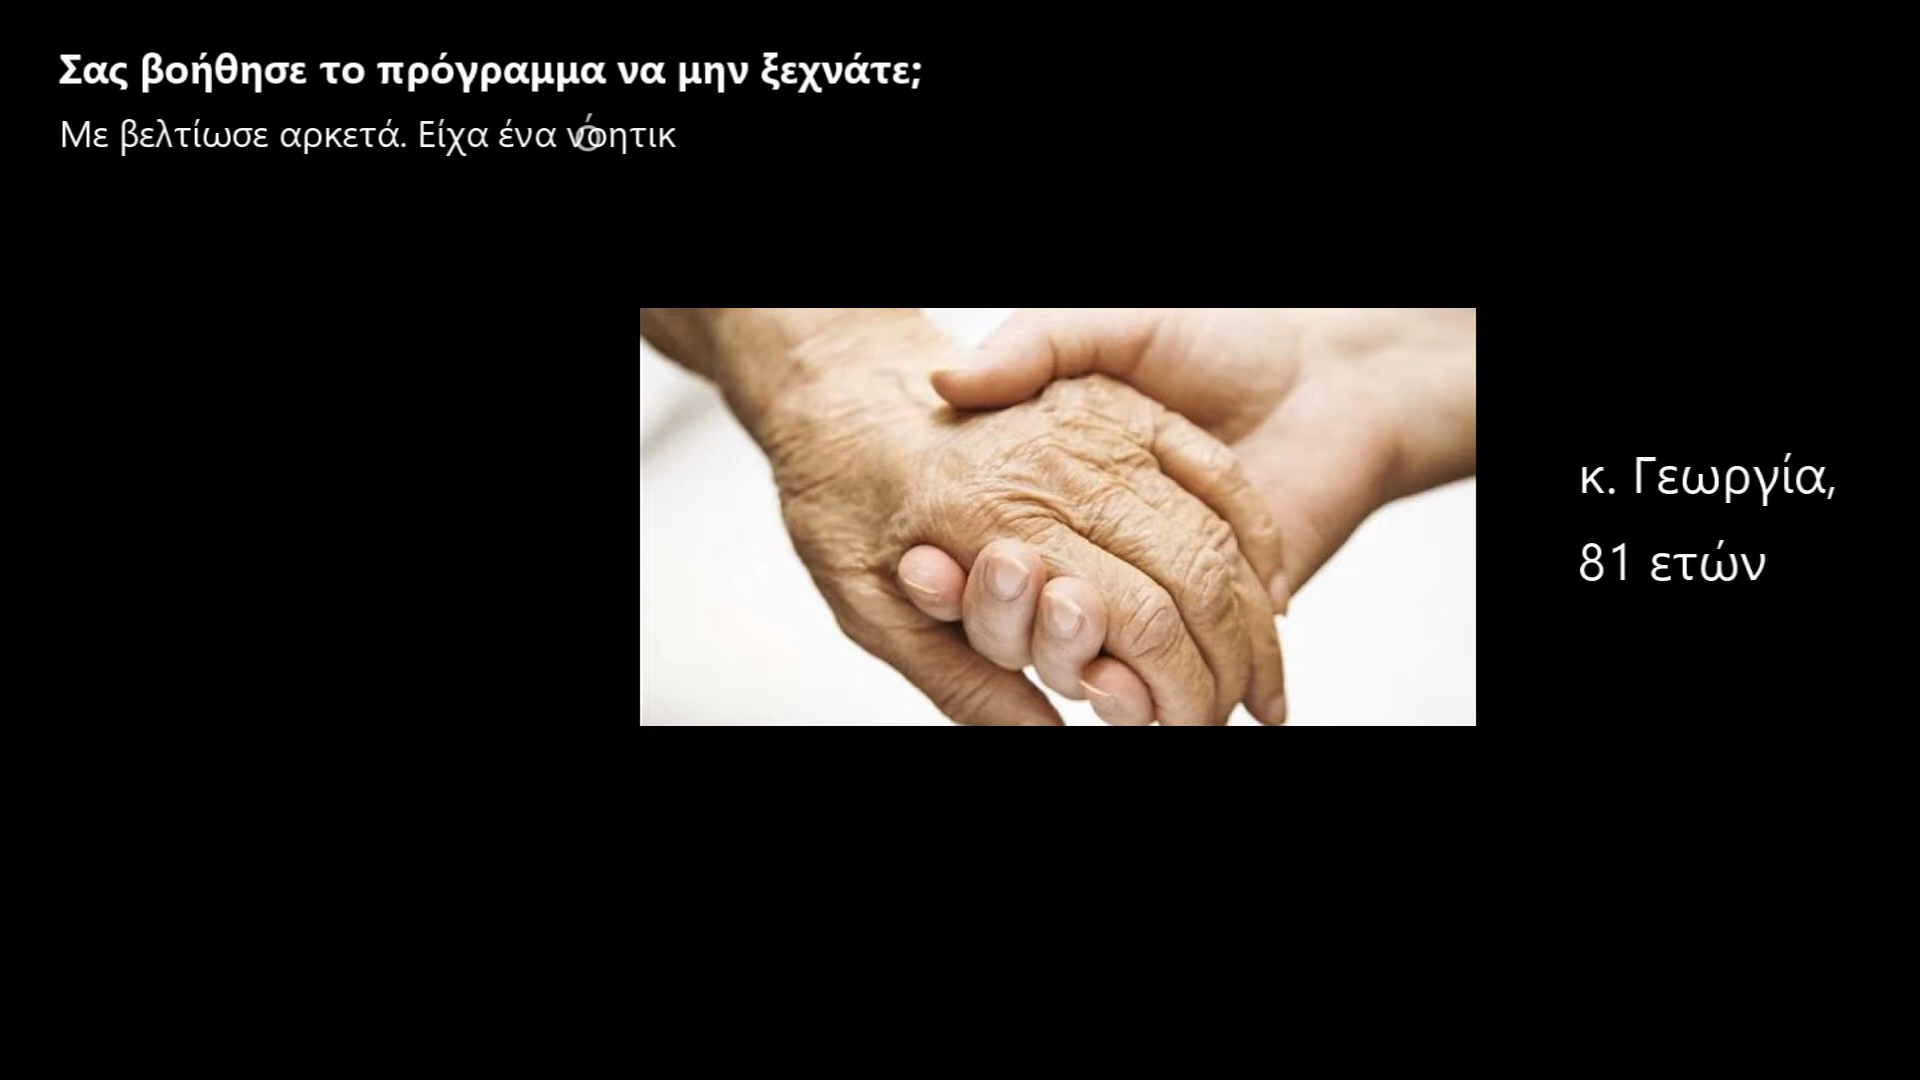 Σας βοήθησε το πρόγραμμα να μην ξεχνάτε;
Με βελτίωσε αρκετά. Είχα ένα νοητικ
κ. Γεωργία,
81 ετών